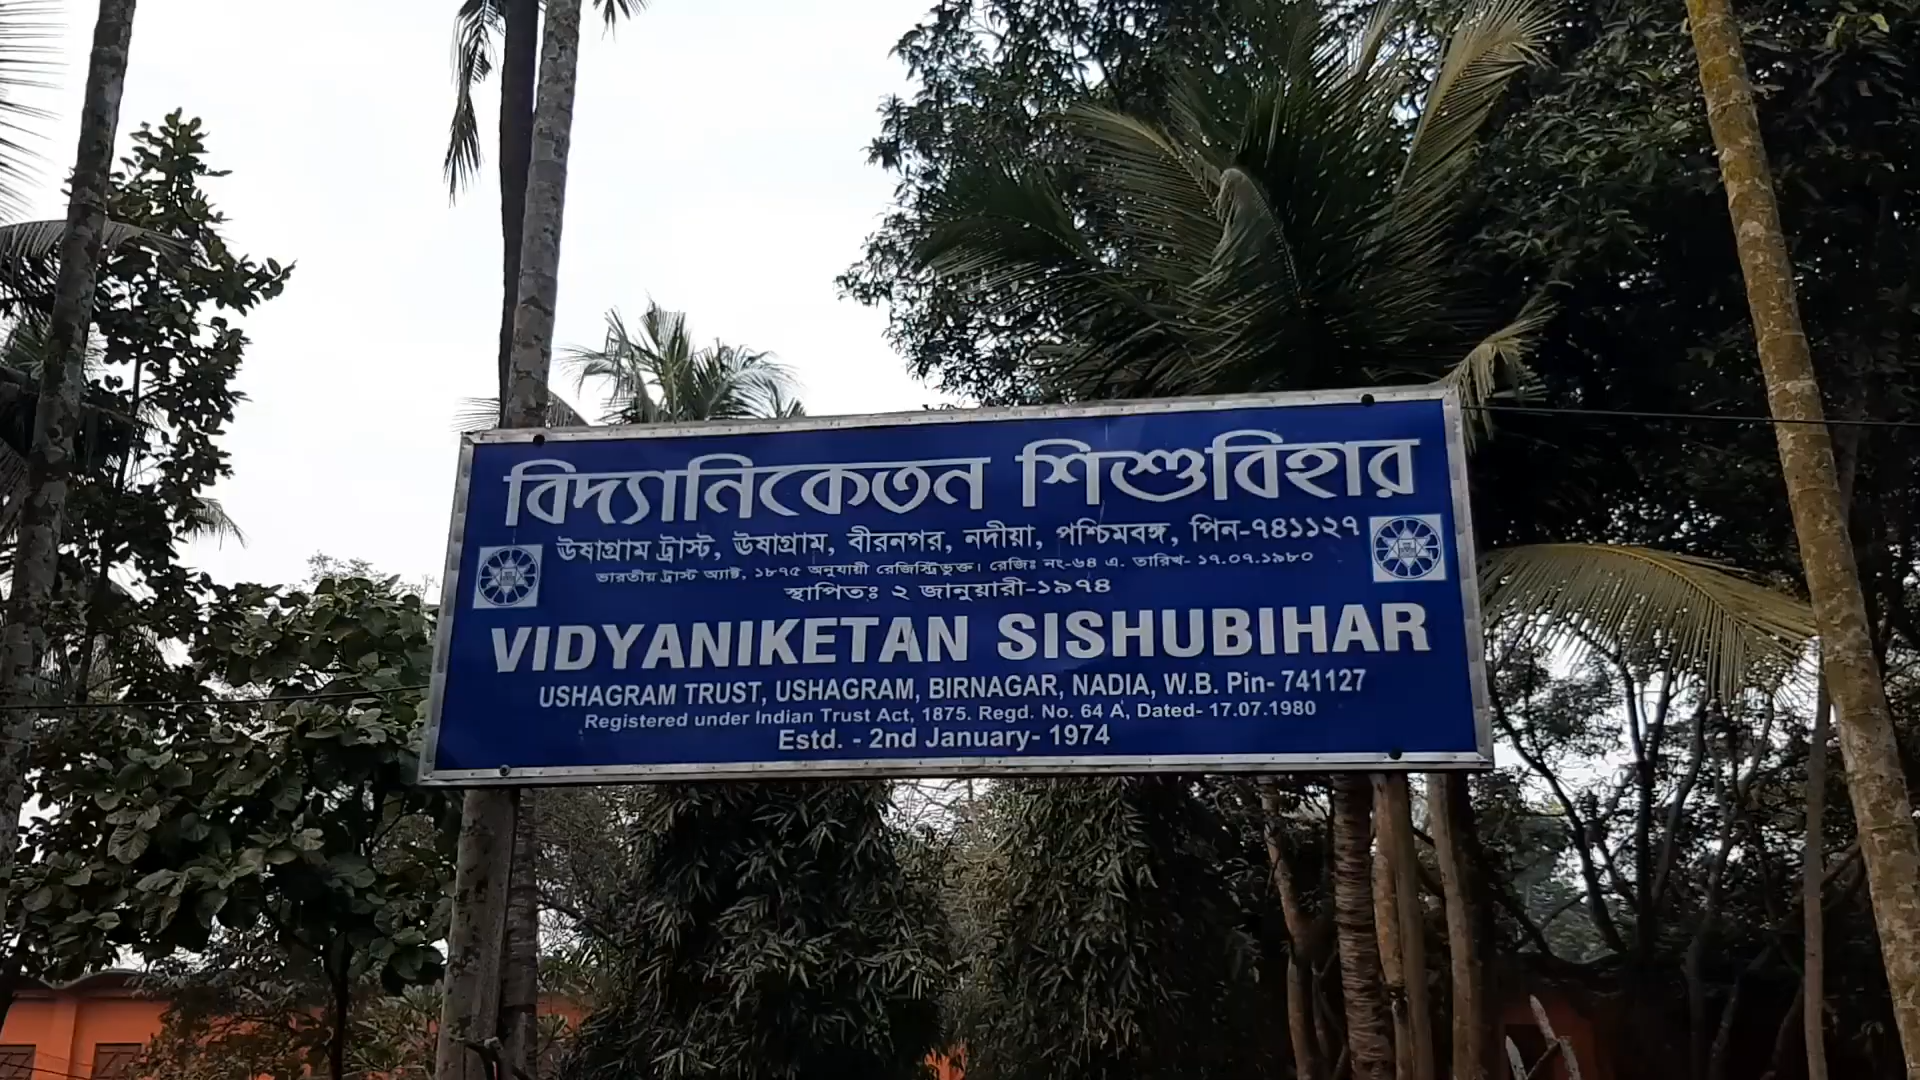 বিদ্যানিকেতন শিশুবিহার
ঊষাগ্রাম ট্রাস্ট, ঊষাগ্রাম, বীরনগর, নদীয়া, পশ্চিমবঙ্গ, পিন-৭৪১১২৭
ভারতীয় ট্রাস্ট অ্যাক্ট, ১৮৭৫ অনুযায়ী রেজিস্ট্রিভুক্ত। রেজিঃ নং-৬৪ এ. তারিখ- ১৭.০৭.১৯৮০
স্থাপিতঃ ২ জানুয়ারী-১৯৭৪
VIDYANIKETAN SISHUBIHAR
USHAGRAM TRUST, USHAGRAM, BIRNAGAR, NADIA, W.B. Pin- 741127
Registered under Indian Trust Act, 1875. Regd. No. 64 A, Dated- 17.07.1980
Estd. - 2nd January- 1974